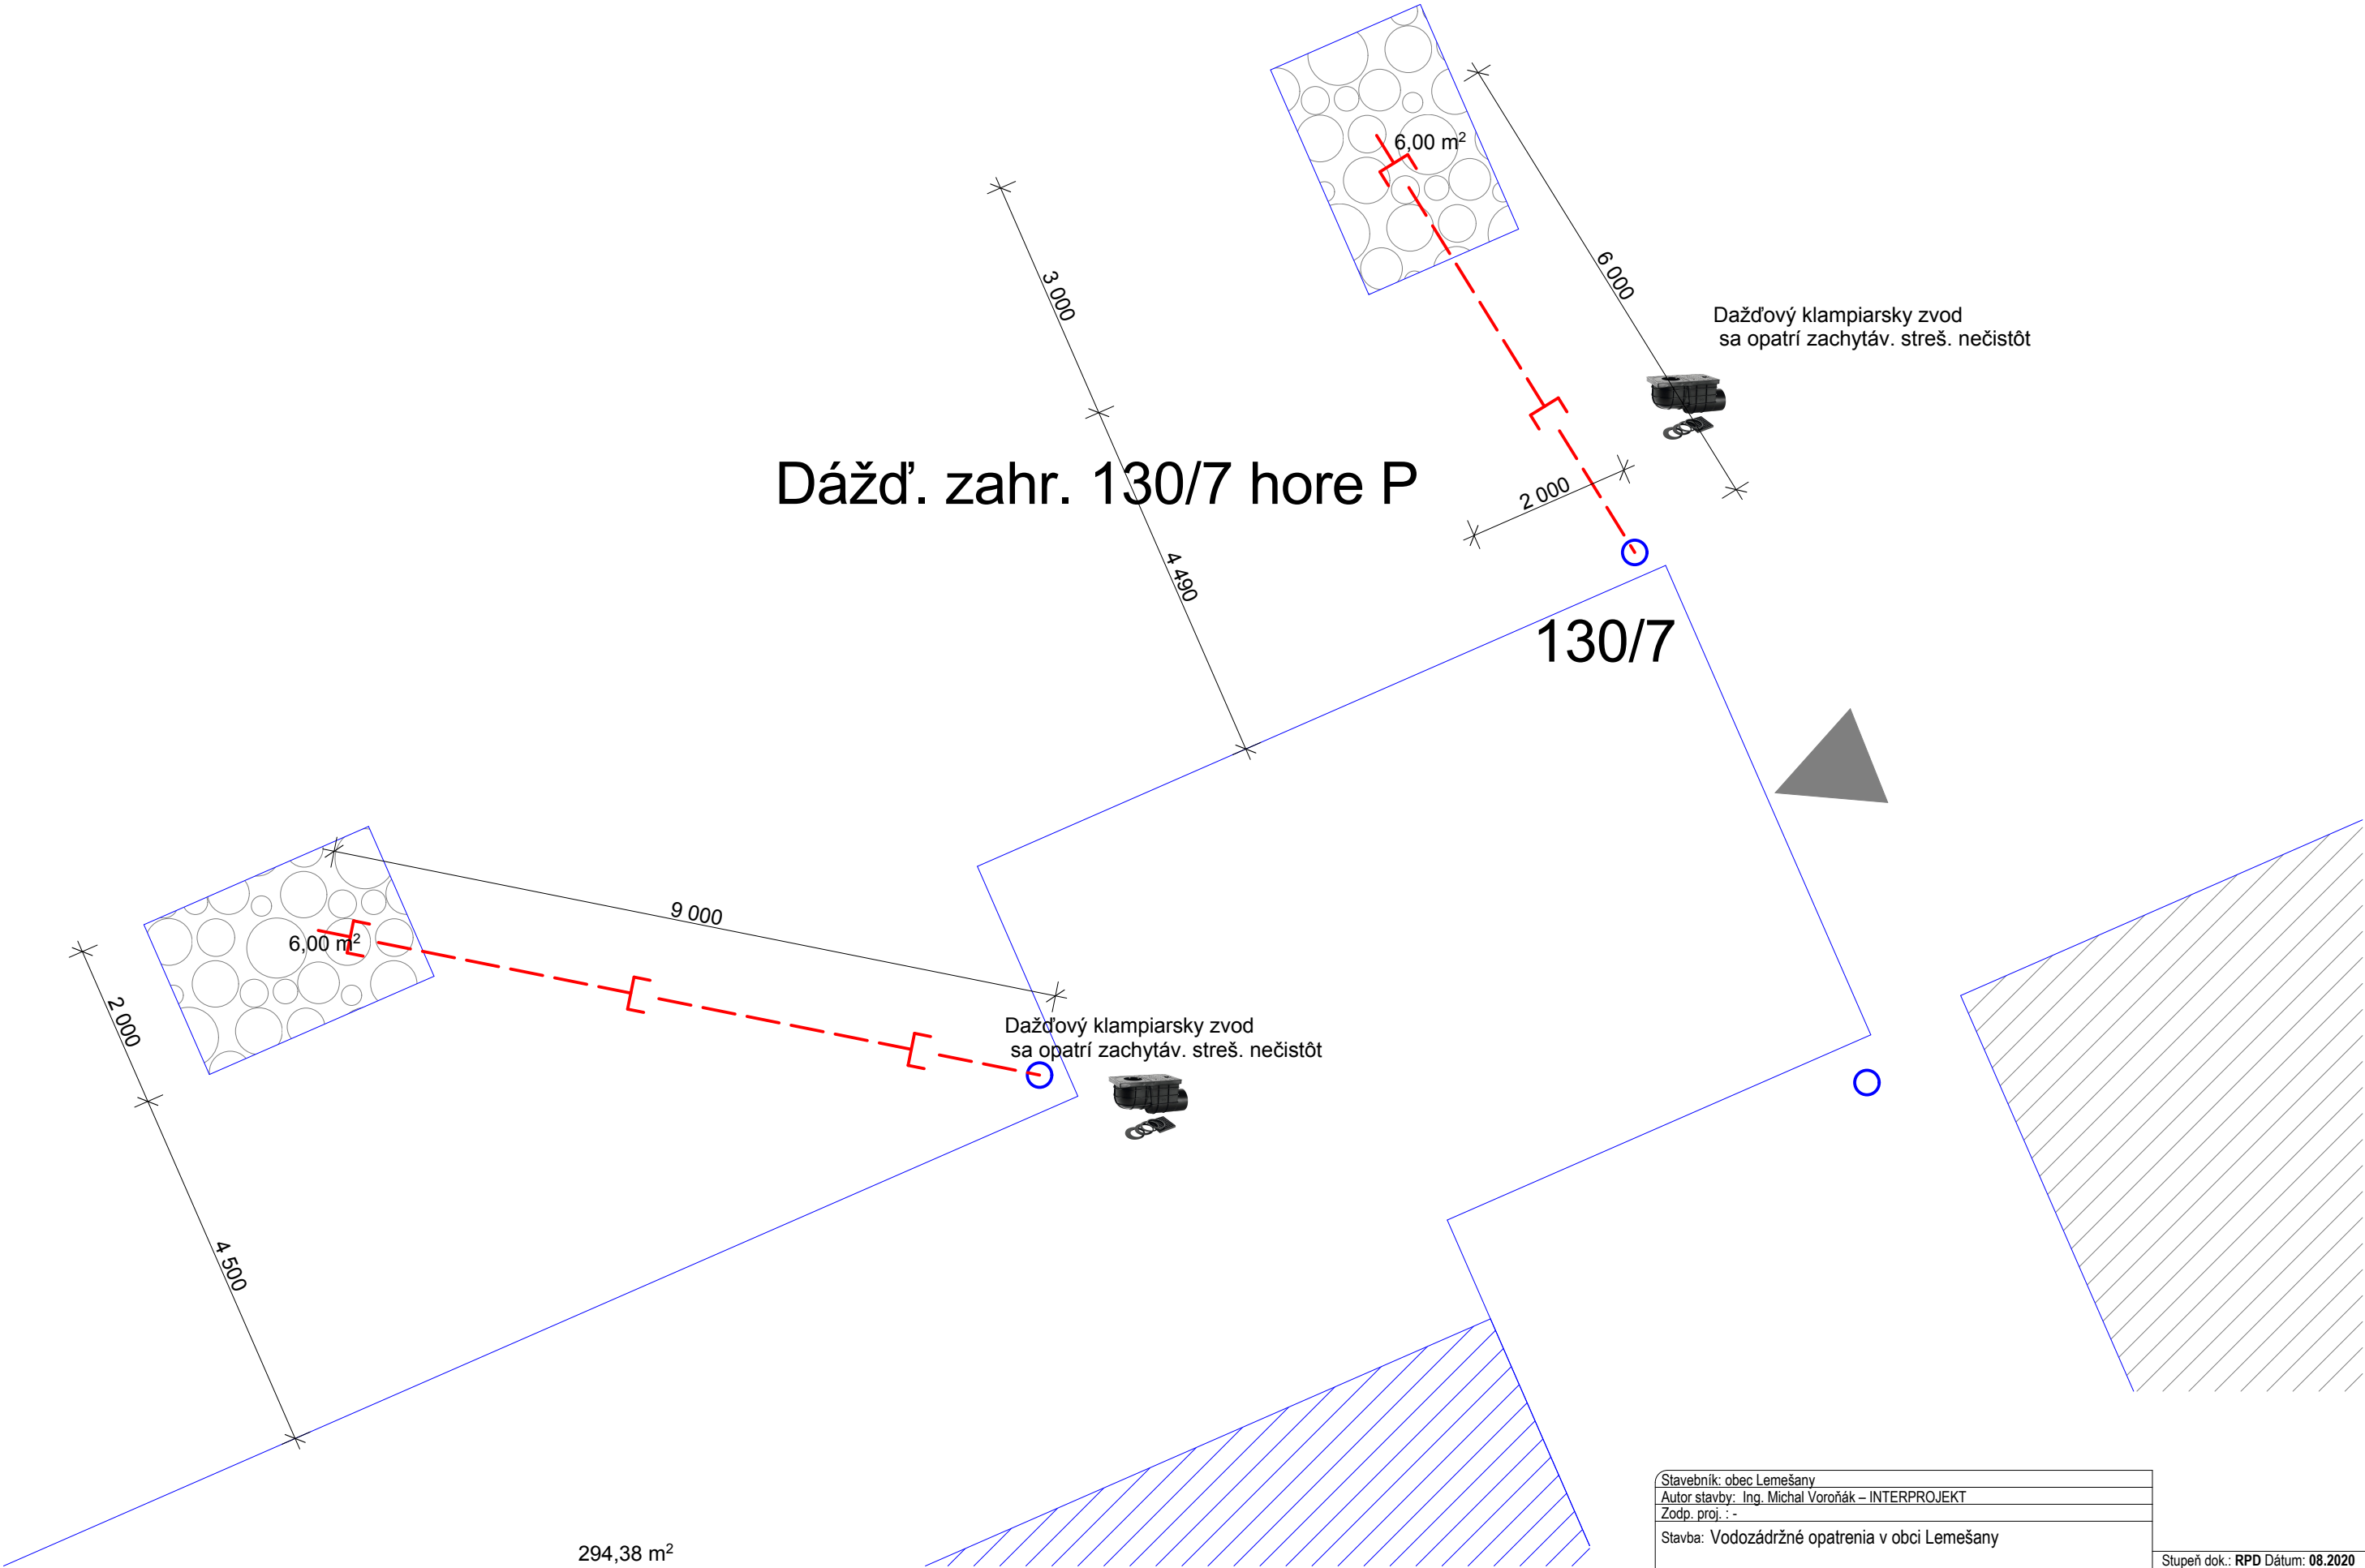 6,00 m²
6 000
3 000
Dažďový klampiarsky zvod
sa opatrí zachytáv. streš. nečistôt
Dážď. zahr. 130/7 hore P
2 000
4 490
130/7
9 000
6,00 m²
2 000
Dažďový klampiarsky zvod
sa opatrí zachytáv. streš. nečistôt
4 500
294,38 m²
Stavebník: obec Lemešany
Autor stavby: Ing. Michal Voroňák – INTERPROJEKT
Zodp. proj. : -
Stavba: Vodozádržné opatrenia v obci Lemešany
Stupeň dok.: RPD Dátum: 08.2020